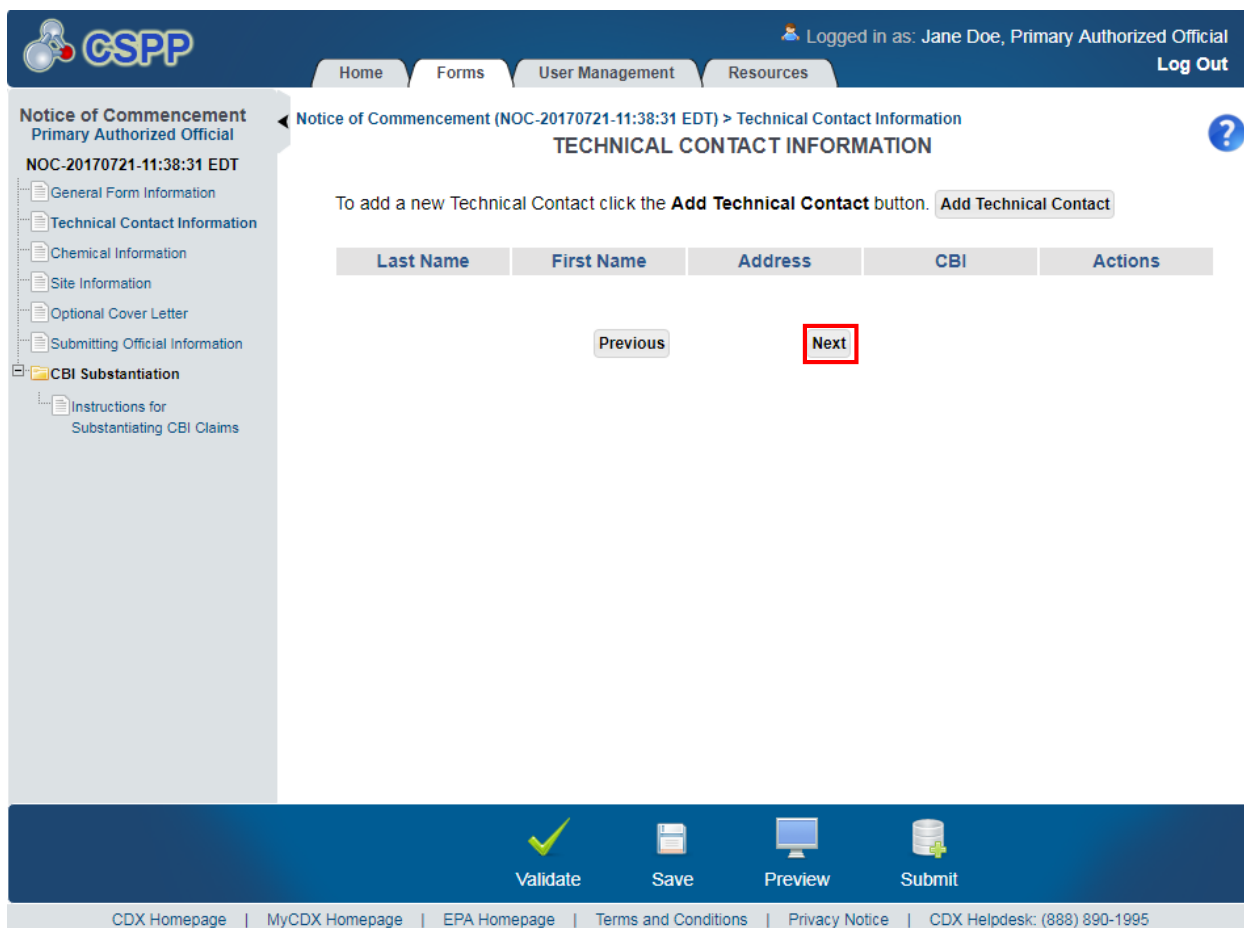 CSPP
Logged in as: Jane Doe, Primary Authorized Official
Log Out
Home Forms User Management Resources
Notice of Commencement
Primary Authorized Official
NOC-20170721-11:38:31 EDT
General Form Information
Technical Contact Information
Chemical Information
Site Information
Optional Cover Letter
Submitting Official Information
CBI Substantiation
Instructions for
Substantiating CBI Claims
Notice of Commencement (NOC-20170721-11:38:31 EDT) > Technical Contact Information
TECHNICAL CONTACT INFORMATION
?
To add a new Technical Contact click the Add Technical Contact button. Add Technical Contact
Last Name First Name Address CBI Actions
Previous Next
Validate Save Preview Submit
CDX Homepage | MyCDX Homepage | EPA Homepage | Terms and Conditions | Privacy Notice | CDX Helpdesk: (888) 890-1995